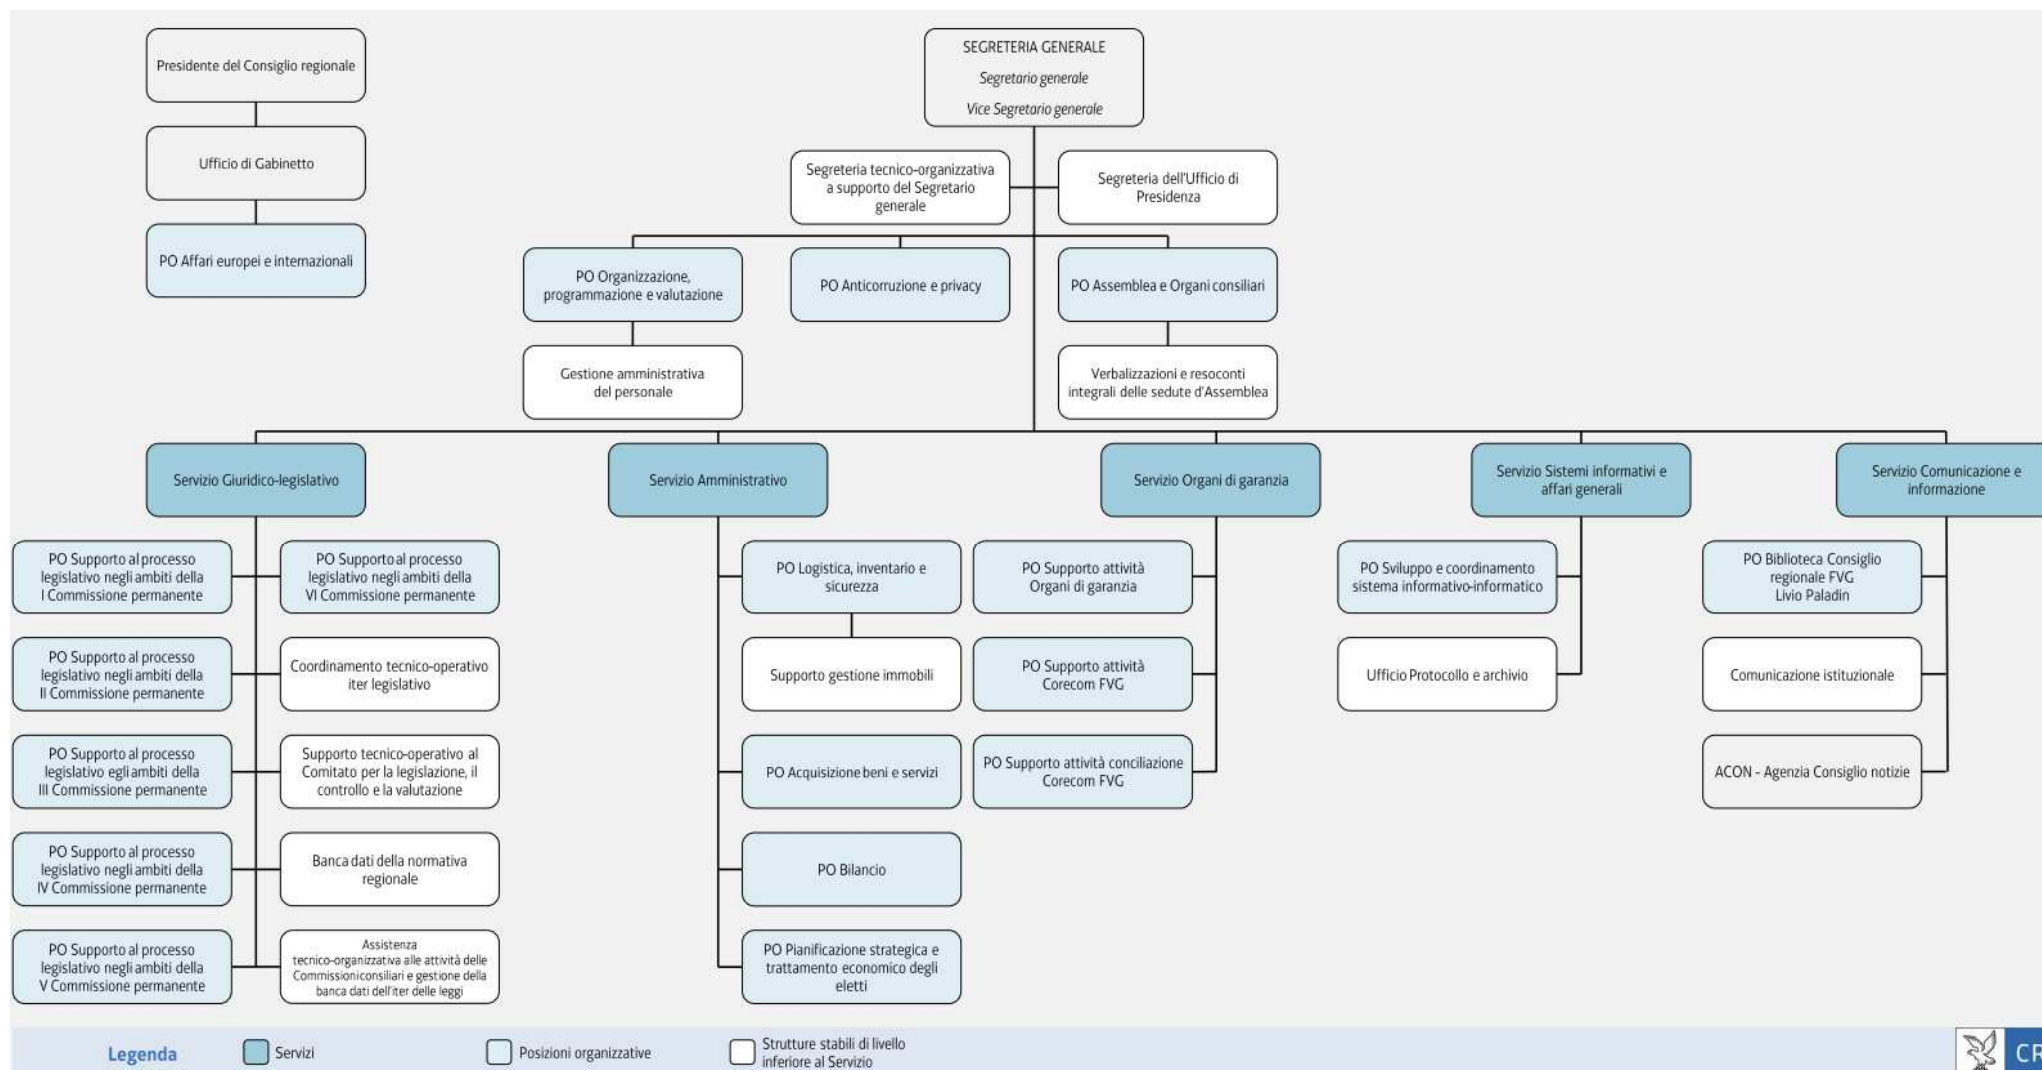 Presidente del Consiglio regionale
Ufficio di Gabinetto
PO Affari europei e internazionali
SEGRETERIA GENERALE
Segretario generale
Vice Segretario generale
Segreteria tecnico-organizzativa
a supporto del Segretario
generale
Segreteria dell'Ufficio di
Presidenza
PO Organizzazione,
programmazione e valutazione
PO Anticorruzione e privacy
PO Assemblea e Organi consiliari
Gestione amministrativa
del personale
Verbalizzazioni e resoconti
integrali delle sedute d'Assemblea
Servizio Giuridico-legislativo
Servizio Amministrativo
Servizio Organi di garanzia
Servizio Sistemi informativi e
affari generali
Servizio Comunicazione e
informazione
PO Supporto al processo
legislativo negli ambiti della
I Commissione permanente
PO Supporto al processo
legislativo negli ambiti della
VI Commissione permanente
PO Supporto al processo
legislativo negli ambiti della
II Commissione permanente
Coordinamento tecnico-operativo
iter legislativo
PO Supporto al processo
legislativo egli ambiti della
III Commissione permanente
Supporto tecnico-operativo al
Comitato per la legislazione, il
controllo e la valutazione
PO Supporto al processo
legislativo negli ambiti della
IV Commissione permanente
Banca dati della normativa
regionale
PO Supporto al processo
legislativo negli ambiti della
V Commissione permanente
Assistenza
tecnico-organizzativa alle attività delle
Commissioni consiliari e gestione della
banca dati dell'iter delle leggi
PO Logistica, inventario e
sicurezza
Supporto gestione immobili
PO Acquisizione beni e servizi
PO Bilancio
PO Pianificazione strategica e
trattamento economico degli
eletti
PO Supporto attività
Organi di garanzia
PO Supporto attività
Corecom FVG
PO Supporto attività conciliazione
Corecom FVG
PO Sviluppo e coordinamento
sistema informativo-informatico
Ufficio Protocollo e archivio
PO Biblioteca Consiglio
regionale FVG
Livio Paladin
Comunicazione istituzionale
ACON - Agenzia Consiglio notizie
Legenda
Servizi
Posizioni organizzative
Strutture stabili di livello
inferiore al Servizio
CR